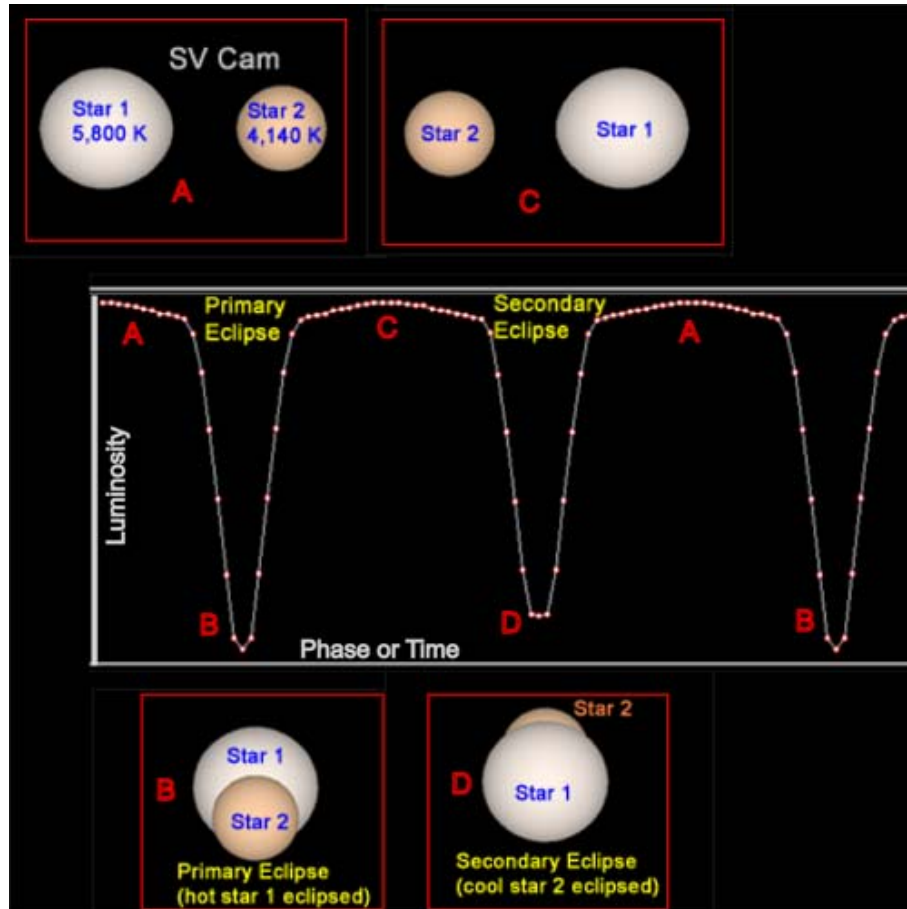 SV Cam
Star 1
5,800 K
Star 2
4,140 K
A
Star 2
Star 1
C
Primary
Eclipse
Secondary
Eclipse
A
C
A
Luminosity
B
D
B
Phase or Time
Star 1
B
Star 2
Primary Eclipse
(hot star 1 eclipsed)
Star 2
D
Star 1
Secondary Eclipse
(cool star 2 eclipsed)